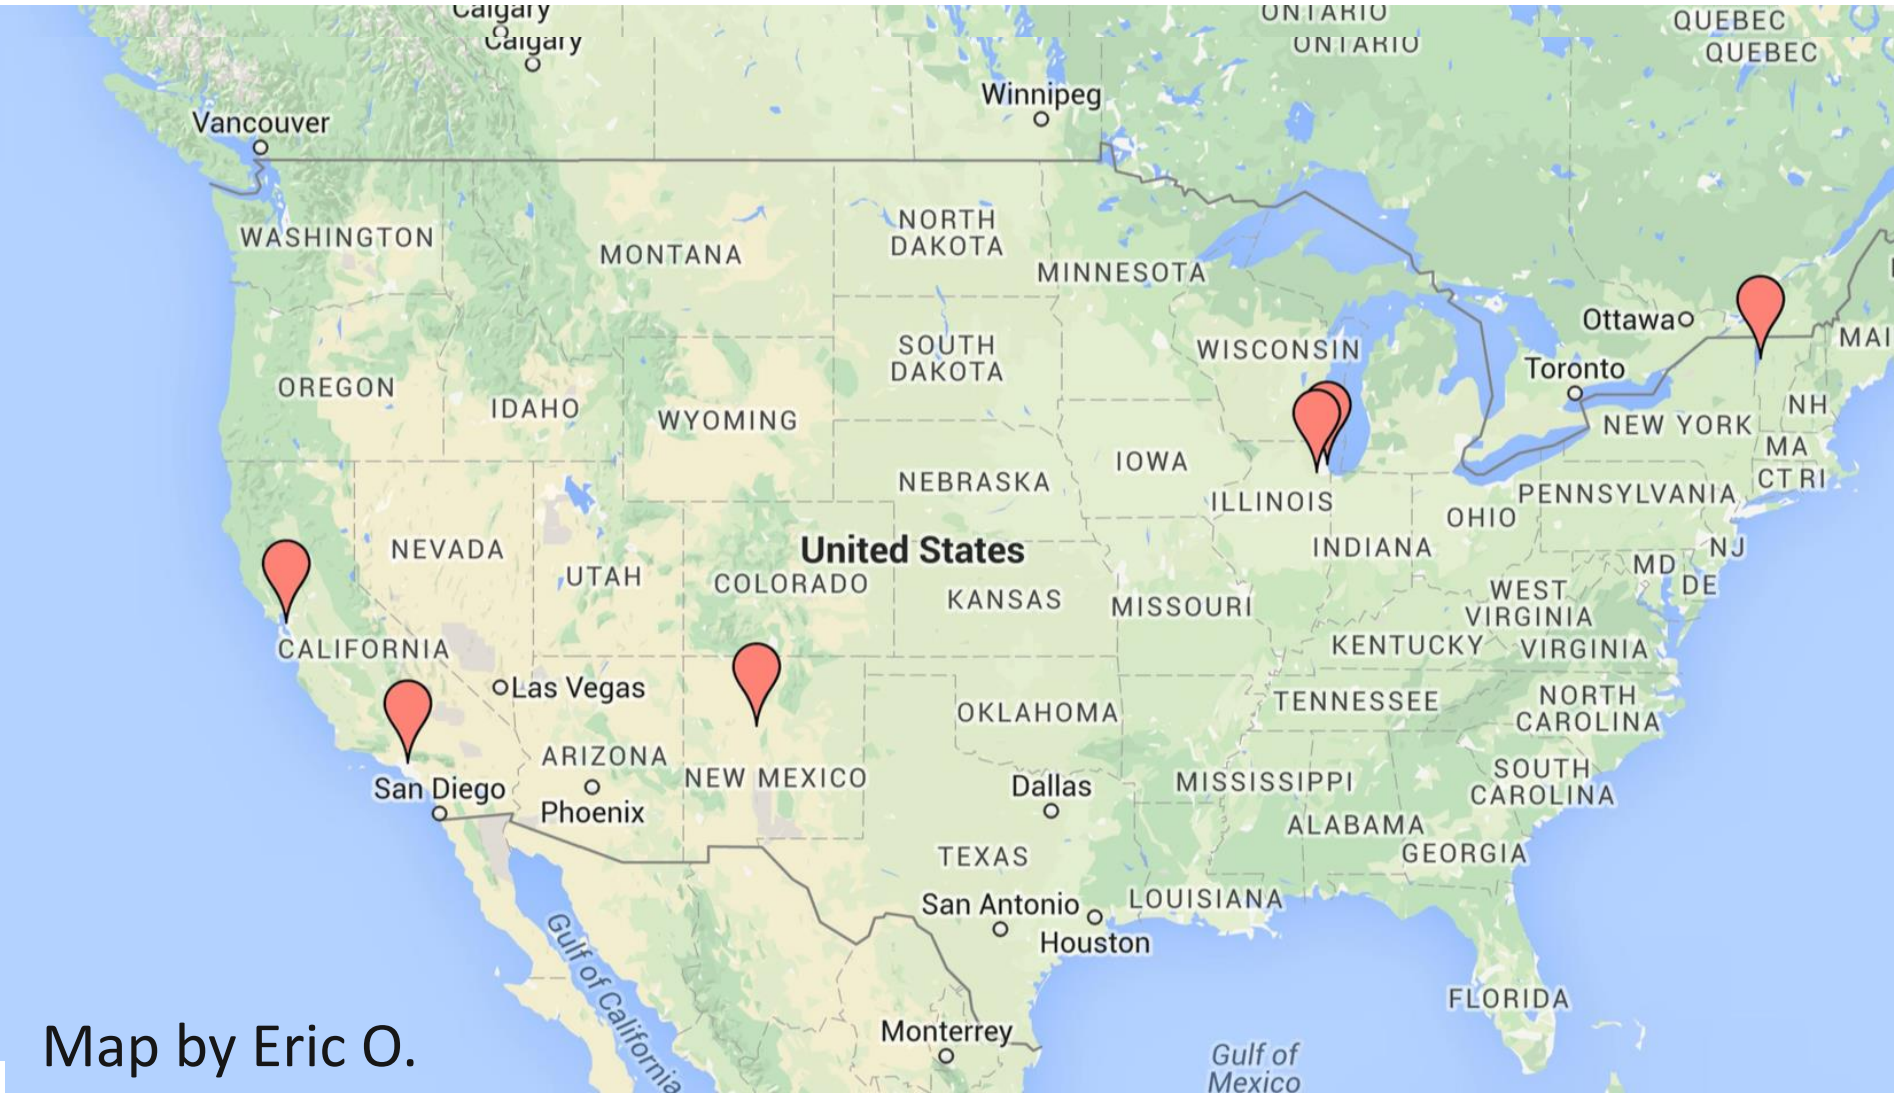 Calgary
Calgary
ONTARIO
ONTARIO
QUEBEC
QUEBEC
Winnipeg
Vancouver
WASHINGTON
MONTANA
NORTH
DAKOTA
MINNESOTA
Ottawa
MAI
SOUTH
DAKOTA
WISCONSIN
Toronto
OREGON
IDAHO
WYOMING
NH
NEW YORK
MA
IOWA
CT RI
NEBRASKA
ILLINOIS
PENNSYLVANIA
OHIO
NEVADA
United States
INDIANA
NJ
MD
UTAH
COLORADO
DE
KANSAS
MISSOURI
WEST
VIRGINIA
CALIFORNIA
KENTUCKY
VIRGINIA
Las Vegas
OKLAHOMA
TENNESSEE
NORTH
CAROLINA
ARIZONA
NEW MEXICO
San Diego
Phoenix
Dallas
MISSISSIPPI
SOUTH
CAROLINA
ALABAMA
TEXAS
GEORGIA
San Antonio
LOUISIANA
Houston
Gulf of California
FLORIDA
Monterrey
Gulf of
Mexico
Map by Eric O.